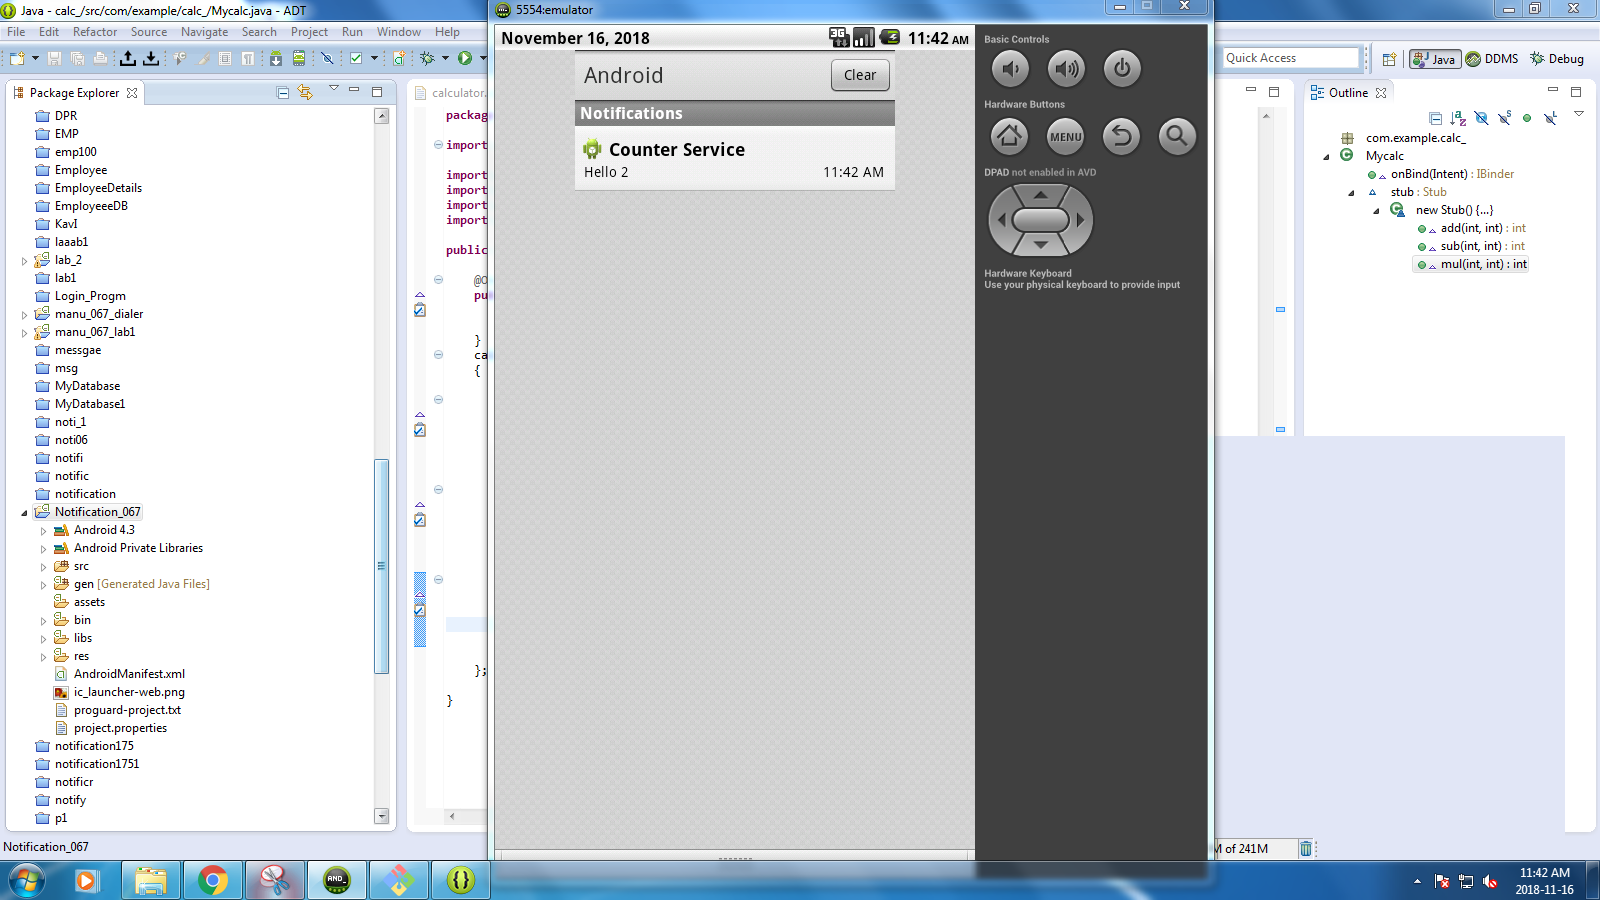 Java - calc_/src/com/example/calc_/Mycalc.java - ADT
File Edit Refactor Source Navigate Search Project Run Window Help
Quick Access
Java
DDMS
Debug
Package Explorer
DPR
EMP
emp100
Employee
EmployeeDetails
EmployeeeDB
KavI
laaab1
lab_2
lab1
Login_Progm
manu_067_dialer
manu_067_lab1
messgae
msg
MyDatabase
MyDatabase1
noti_1
noti06
notifi
notific
notification
Notification_067
Android 4.3
Android Private Libraries
src
gen [Generated Java Files]
assets
bin
libs
res
AndroidManifest.xml
ic_launcher-web.png
proguard-project.txt
project.properties
notification175
notification1751
notificr
notify
p1
Notification_067
calculator.
packag
import
import
import
import
import
public
@O
pu
}
ca
{
};
}
5554:emulator
November 16, 2018
3G
11:42 AM
Android
Clear
Notifications
Counter Service
Hello 2
11:42 AM
Basic Controls
Hardware Buttons
MENU
DPAD not enabled in AVD
Hardware Keyboard
Use your physical keyboard to provide input
Outline
com.example.calc_
Mycalc
onBind(Intent) : IBinder
stub : Stub
new Stub() {...}
add(int, int) : int
sub(int, int) : int
mul(int, int) : int
M of 241M
AND_
11:42 AM
2018-11-16